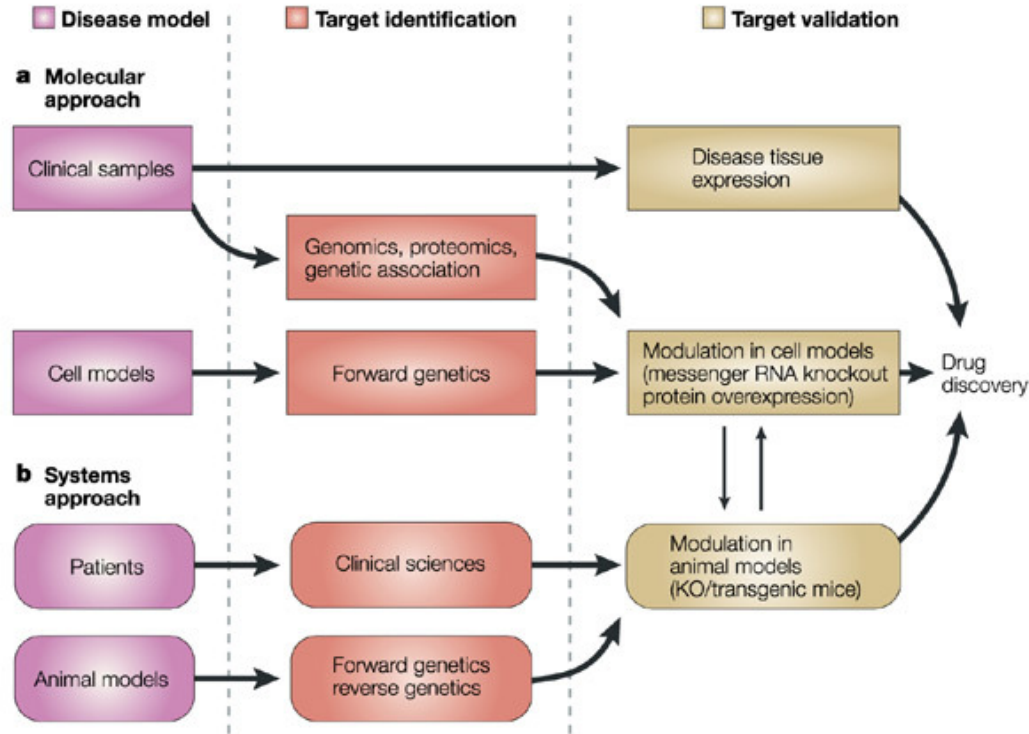 Disease model
Target identification
Target validation
a Molecular
approach
Clinical samples
Disease tissue
expression
Genomics, proteomics,
genetic association
Cell models
Forward genetics
Modulation in cell models
(messenger RNA knockout
protein overexpression)
Drug
discovery
b Systems
approach
Patients
Clinical sciences
Modulation in
animal models
(KO/transgenic mice)
Animal models
Forward genetics
reverse genetics